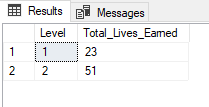 Results Messages
Level Total_Lives_Earned
1 1 23
2 2 51